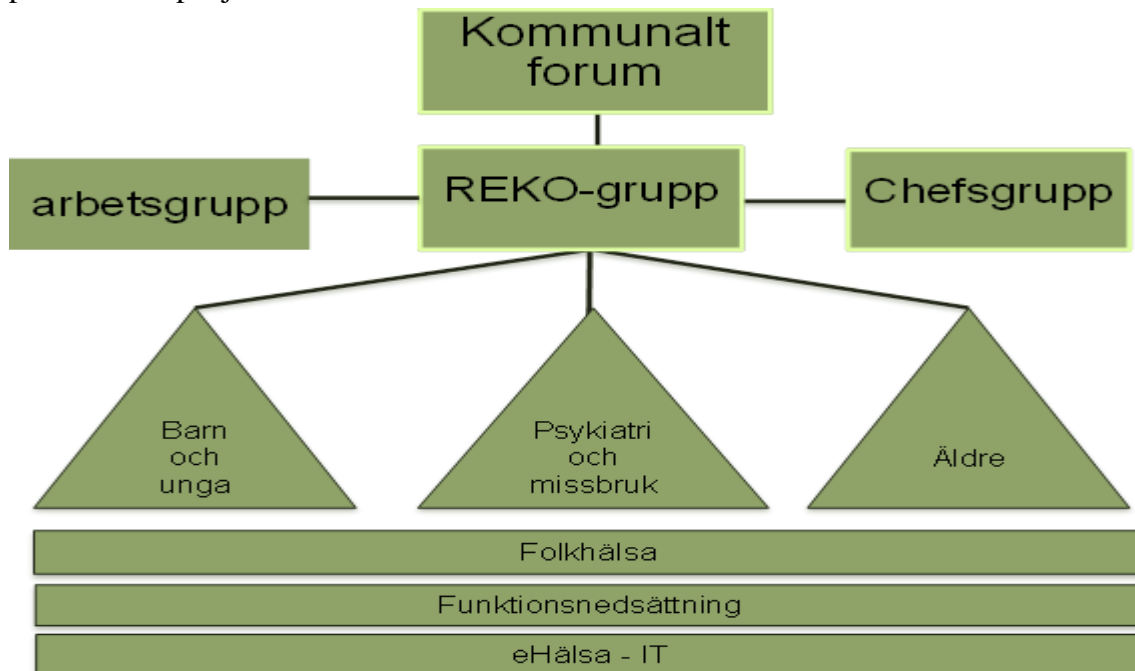 Kommunalt
forum
arbetsgrupp
REKO-grupp
Chefsgrupp
Barn
och
unga
Psykiatri
och
missbruk
Äldre
Folkhälsa
Funktionsnedsättning
eHälsa - IT